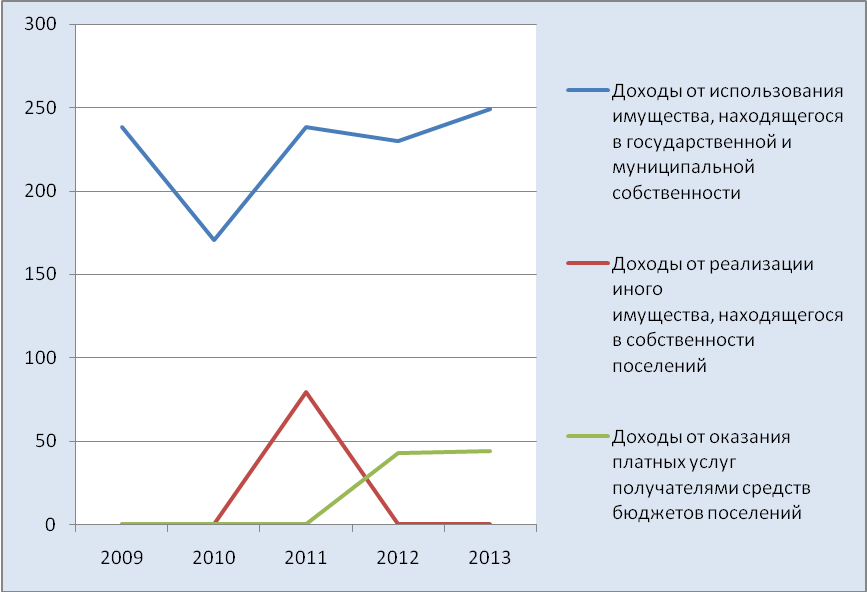 300
250
200
150
100
50
0
2009 2010 2011 2012 2013
Доходы от использования
имущества, находящегося
в государственной и
муниципальной
собственности
Доходы от реализации
иного
имущества, находящегося
в собственности
поселений
Доходы от оказания
платных услуг
получателями средств
бюджетов поселений